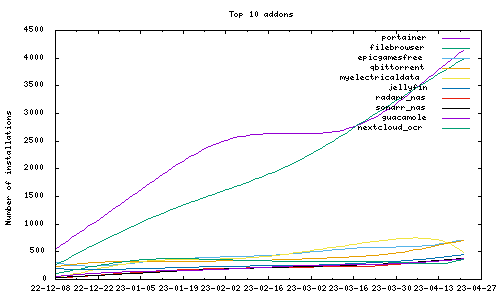 Top 10 addons
4500
4000
3500
3000
2500
2000
1500
1000
500
0
Number of installations
portainer
filebrowser
epicgamesfree
qbittorrent
myelectricaldata
jellyfin
radarr_nas
sonarr_nas
guacamole
nextcloud_ocr
22-12-08 22-12-22 23-01-05 23-01-19 23-02-02 23-02-16 23-03-02 23-03-16 23-03-30 23-04-13 23-04-27